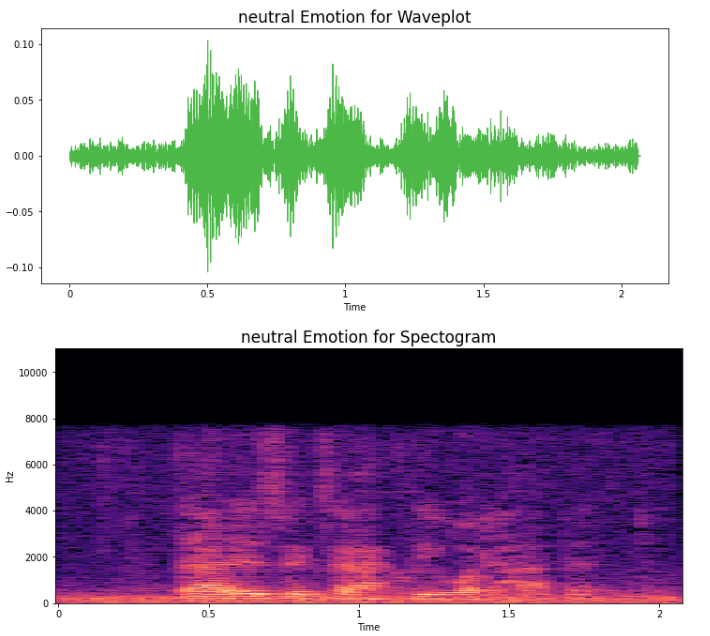 neutral Emotion for Waveplot
0.10
0.05
0.00
−0.05
−0.10
0 0.5 1 1.5 2
Time
neutral Emotion for Spectogram
10000
8000
6000
4000
2000
0
Hz
0 0.5 1 1.5 2
Time